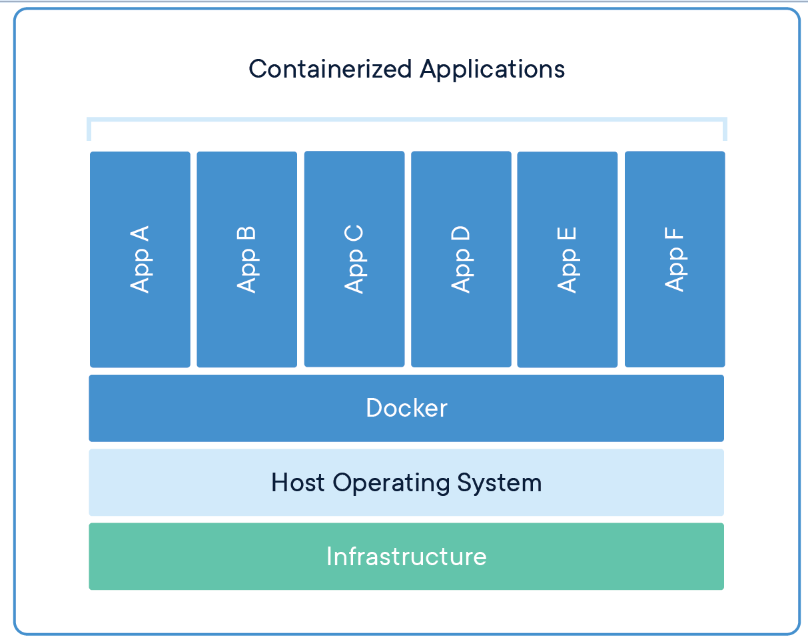 Containerized Applications
App A
App B
App C
App D
App E
App F
Docker
Host Operating System
Infrastructure